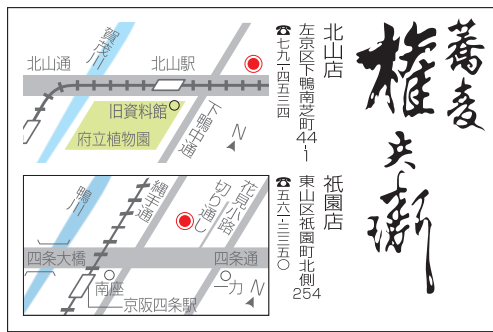 蕎麦
権兵衛
北山店
左京区下鴨南芝町44-1
☎七九一-四五三四
祇園店
東山区祇園町北側254
☎五六一-三三五〇
賀茂川
北山通
北山駅
旧資料館
府立植物園
下鴨中通
N
鴨川
縄手通
切り通し
花見小路
四条大橋
四条通
南座
一力
京阪四条駅
N